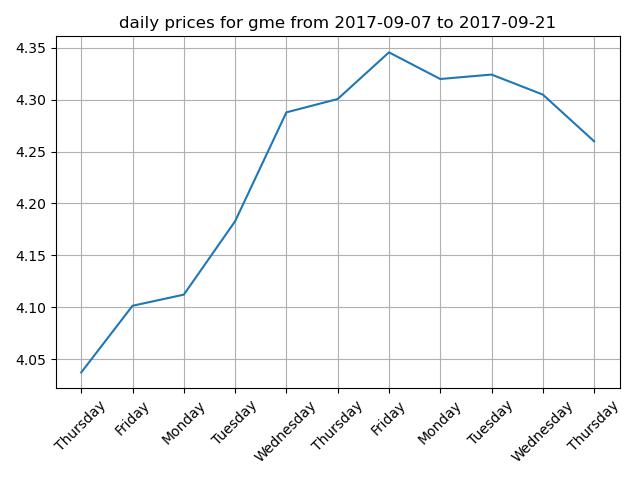 daily prices for gme from 2017-09-07 to 2017-09-21
4.35
4.30
4.25
4.20
4.15
4.10
4.05
Thursday
Friday
Monday
Tuesday
Wednesday
Thursday
Friday
Monday
Tuesday
Wednesday
Thursday